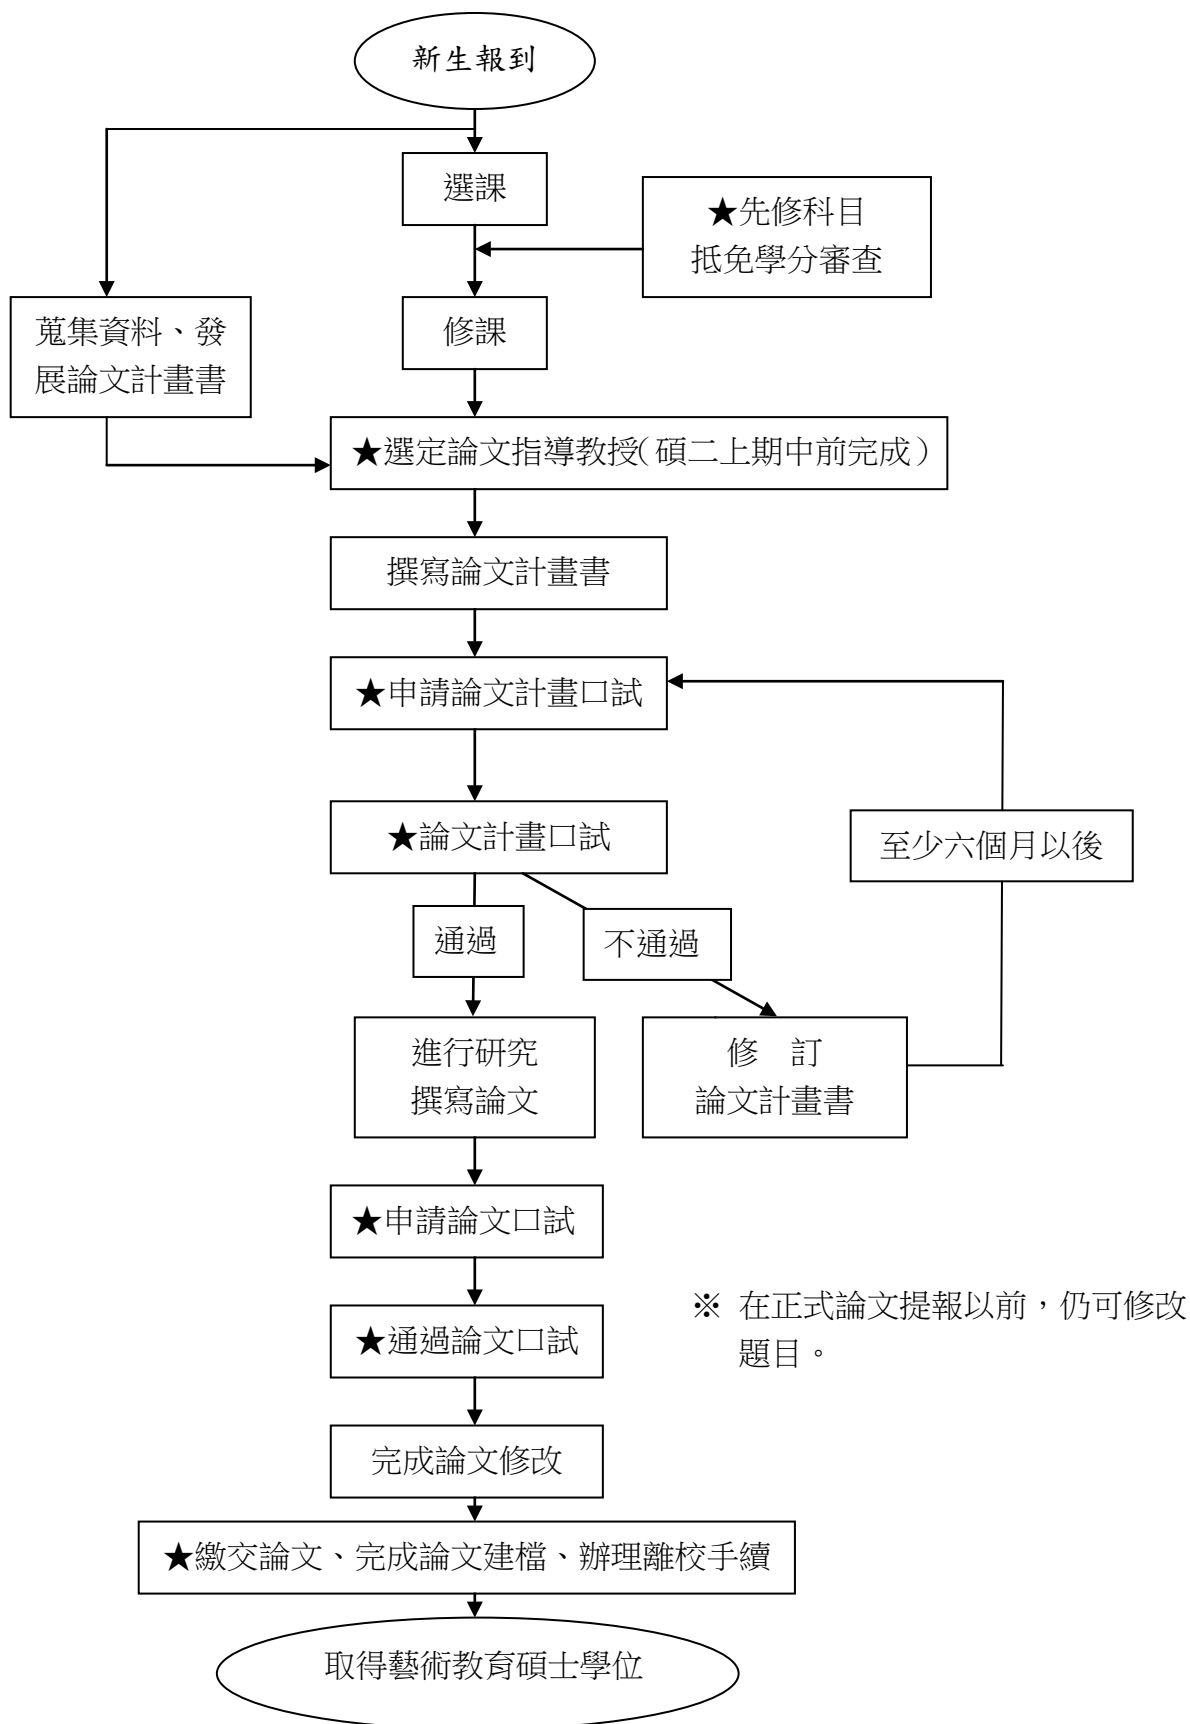 新生報到
選課
★先修科目
抵免學分審查
蒐集資料、發
展論文計畫書
修課
★選定論文指導教授(碩二上期中前完成)
撰寫論文計畫書
★申請論文計畫口試
★論文計畫口試
至少六個月以後
通過
不通過
進行研究
撰寫論文
修 訂
論文計畫書
★申請論文口試
※ 在正式論文提報以前,仍可修改
題目。
★通過論文口試
完成論文修改
★繳交論文、完成論文建檔、辦理離校手續
取得藝術教育碩士學位